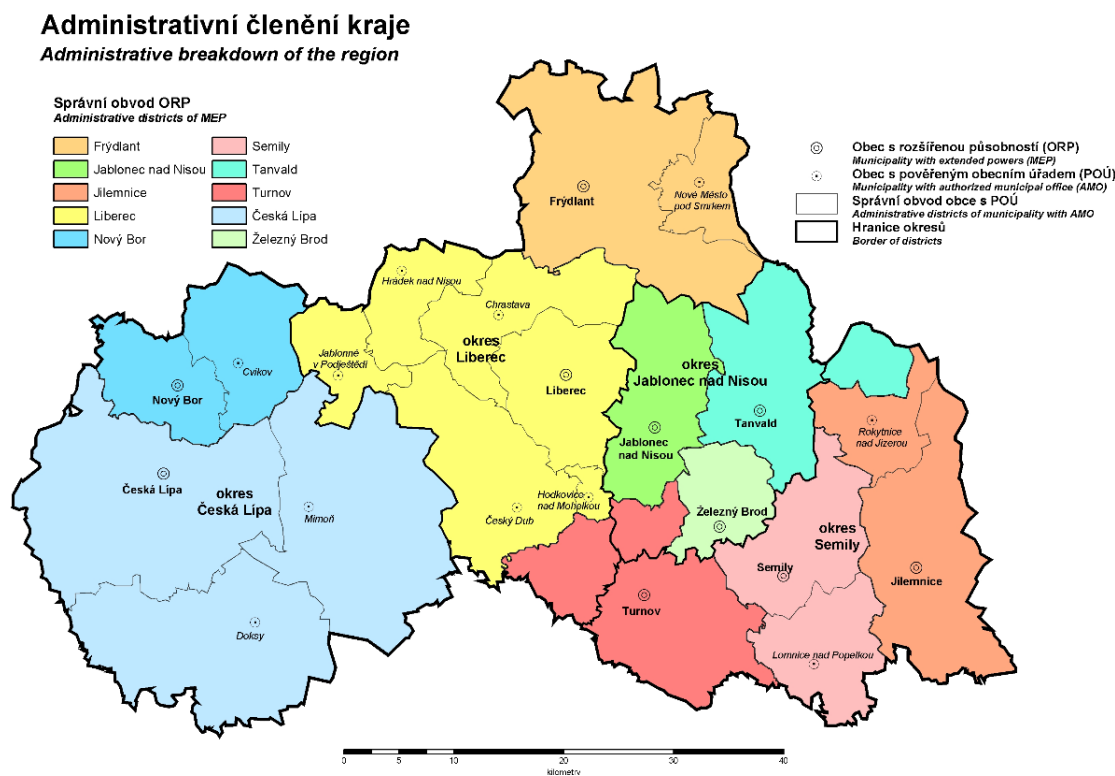 Administrativní členění kraje
Administrative breakdown of the region
Správní obvod ORP
Administrative districts of MEP
Frýdlant
Jablonec nad Nisou
Jilemnice
Liberec
Nový Bor
Semily
Tanvald
Turnov
Česká Lípa
Železný Brod
Obec s rozšířenou působností (ORP)
Municipality with extended powers (MEP)
Obec s pověřeným obecním úřadem (POÚ)
Municipality with authorized municipal office (AMO)
Správní obvod obce s POÚ
Administrative districts of municipality with AMO
Hranice okresů
Border of districts
Frýdlant
Nové Město
pod Smrkem
Hrádek nad Nisou
Chrastava
okres
Liberec
Jablonné
v Podještědí
Cvikov
Nový Bor
Liberec
okres
Jablonec nad Nisou
Tanvald
Jablonec
nad Nisou
Rokytnice
nad Jizerou
Česká Lípa
okres
Česká Lípa
Mimoň
Hodkovice
nad Mohelkou
Český Dub
Železný Brod
okres
Semily
Semily
Jilemnice
Turnov
Doksy
Lomnice nad Popelkou
0 5 10 20 30 40
kilometry